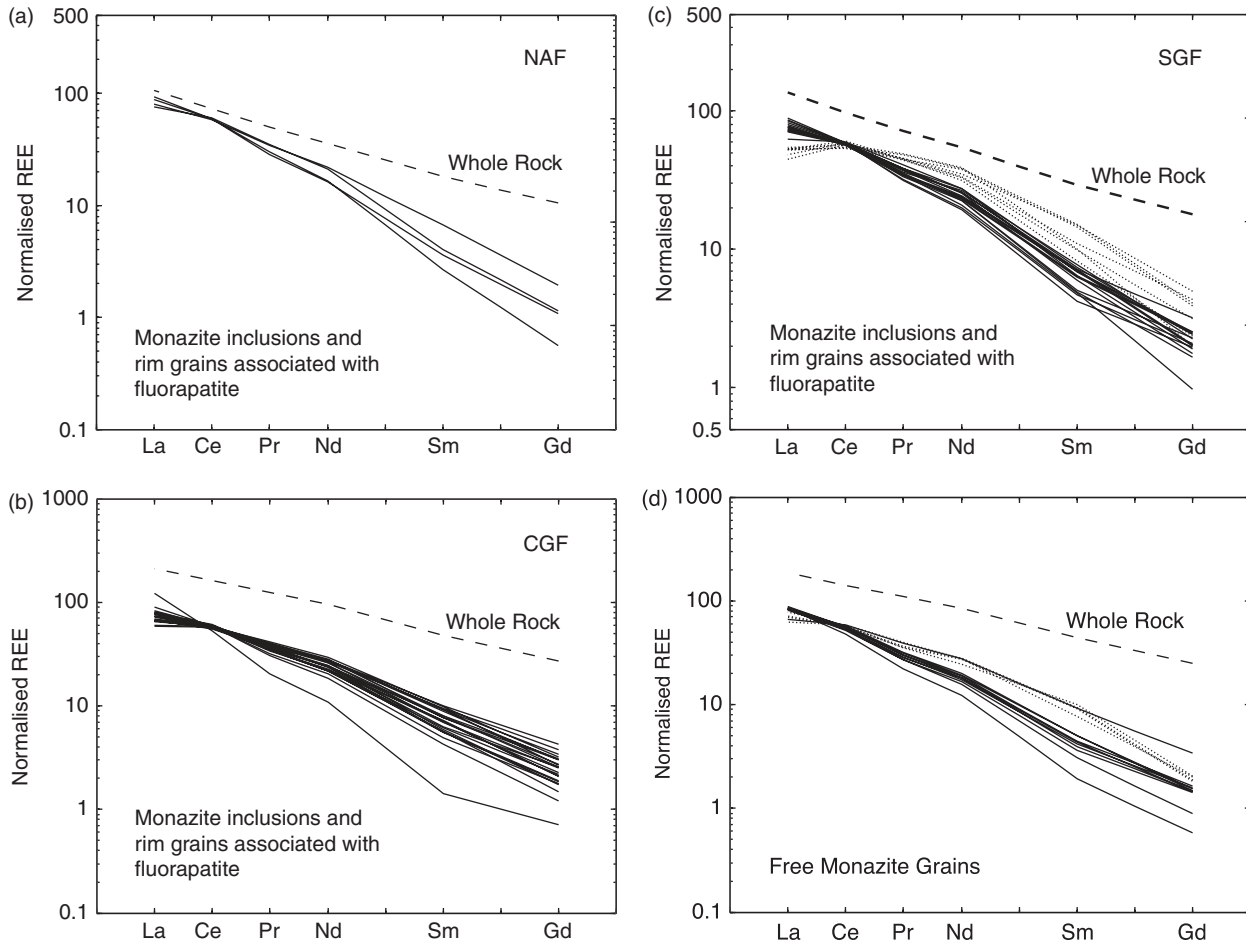 (a)
500
100
10
1
0.1
Normalised REE
NAF
Whole Rock
Monazite inclusions and
rim grains associated with
fluorapatite
La Ce Pr Nd Sm Gd
(c)
500
100
10
1
0.5
Normalised REE
SGF
Whole Rock
Monazite inclusions and
rim grains associated with
fluorapatite
La Ce Pr Nd Sm Gd
(b)
1000
100
10
1
0.1
Normalised REE
CGF
Whole Rock
Monazite inclusions and
rim grains associated with
fluorapatite
La Ce Pr Nd Sm Gd
(d)
1000
100
10
1
0.1
Normalised REE
Whole Rock
Free Monazite Grains
La Ce Pr Nd Sm Gd